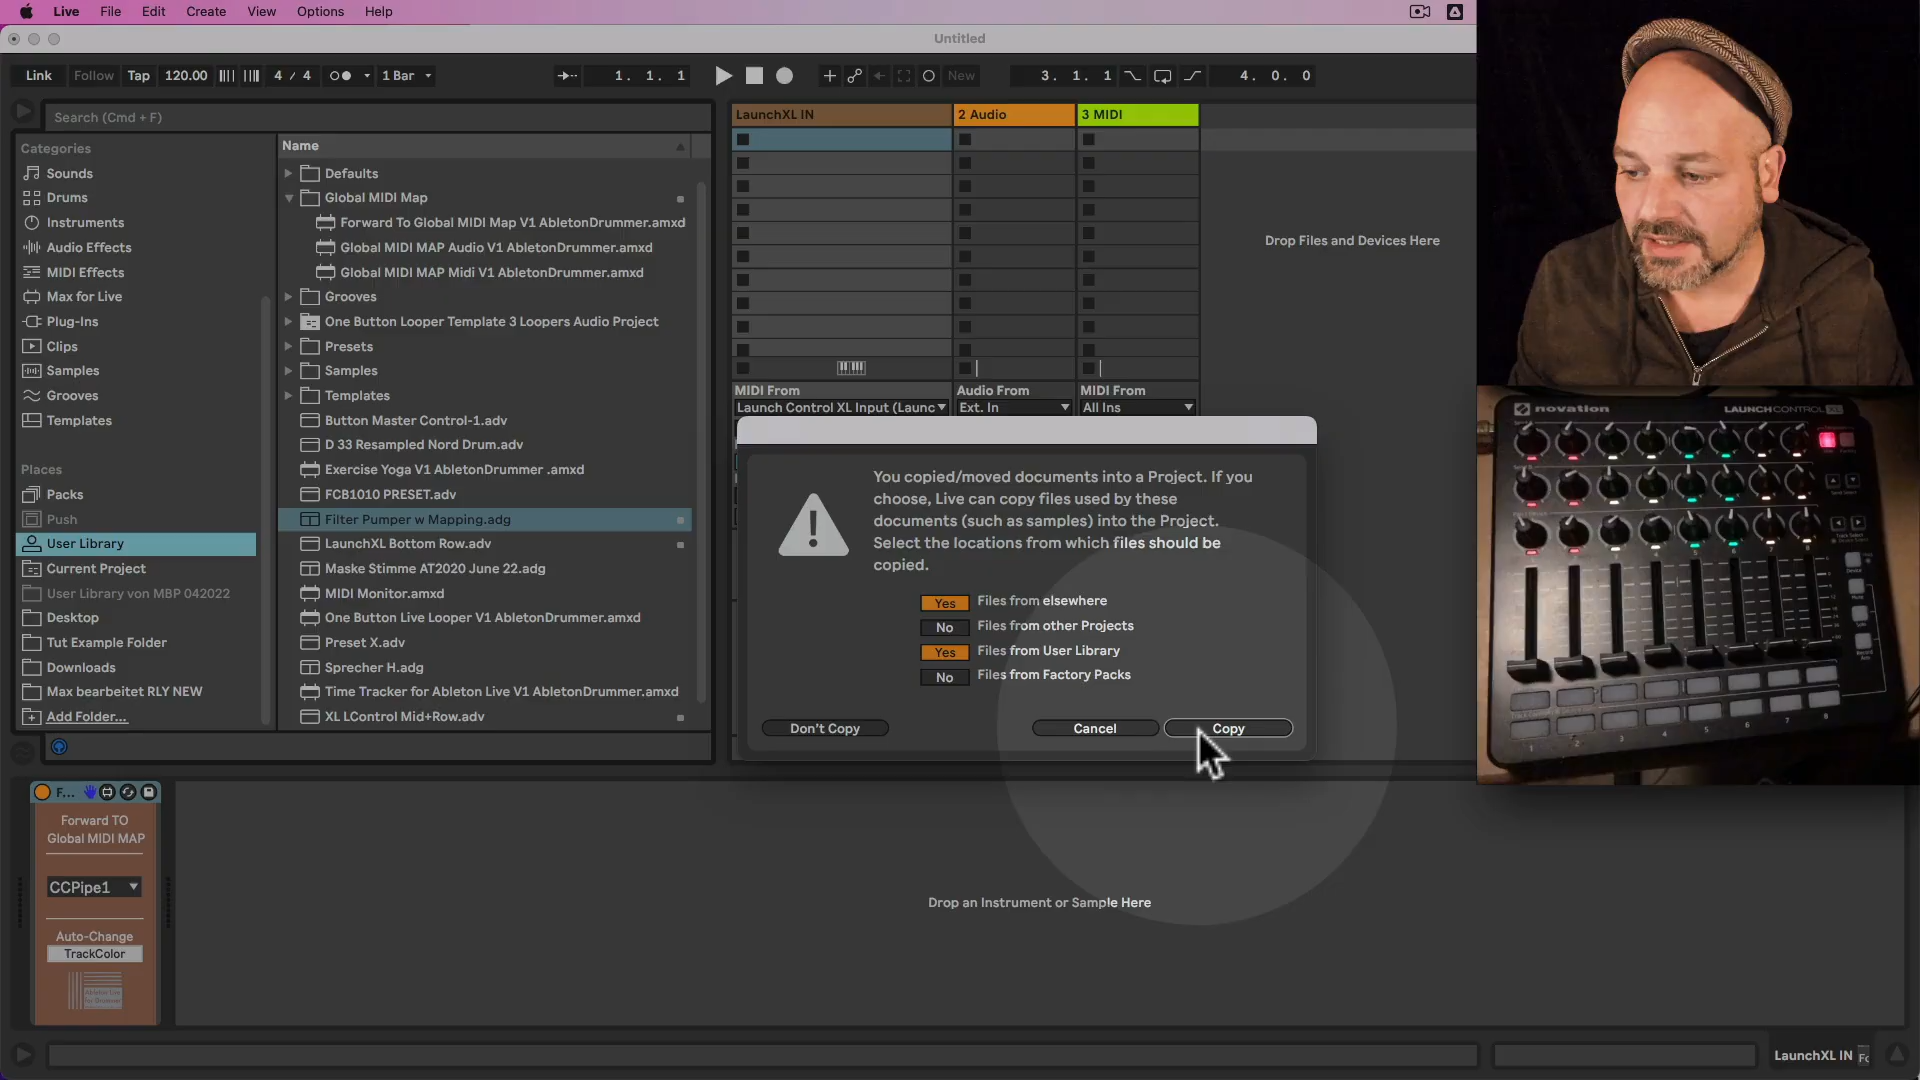 Live File Edit Create View Options Help
Untitled
Link Follow Tap 120.00 4 / 4 1 Bar 1. 1. 1 New 3. 1. 1 4. 0. 0
Search (Cmd + F)
Categories
Sounds
Drums
Instruments
Audio Effects
MIDI Effects
Max for Live
Plug-Ins
Clips
Samples
Grooves
Templates
Places
Packs
Push
User Library
Current Project
User Library von MBP 042022
Desktop
Tut Example Folder
Downloads
Max bearbeitet RLY NEW
Add Folder...
Name
Defaults
Global MIDI Map
Forward To Global MIDI Map V1 AbletonDrummer.amxd
Global MIDI MAP Audio V1 AbletonDrummer.amxd
Global MIDI MAP Midi V1 AbletonDrummer.amxd
Grooves
One Button Looper Template 3 Loopers Audio Project
Presets
Samples
Templates
Button Master Control-1.adv
D 33 Resampled Nord Drum.adv
Exercise Yoga V1 AbletonDrummer .amxd
FCB1010 PRESET.adv
Filter Pumper w Mapping.adg
LaunchXL Bottom Row.adv
Maske Stimme AT2020 June 22.adg
MIDI Monitor.amxd
One Button Live Looper V1 AbletonDrummer.amxd
Preset X.adv
Sprecher H.adg
Time Tracker for Ableton Live V1 AbletonDrummer.amxd
XL LControl Mid+Row.adv
LaunchXL IN 2 Audio 3 MIDI
Drop Files and Devices Here
MIDI From Audio From MIDI From
Launch Control XL Input (Launc Ext. In All Ins
You copied/moved documents into a Project. If you
choose, Live can copy files used by these
documents (such as samples) into the Project.
Select the locations from which files should be
copied.
Yes Files from elsewhere
No Files from other Projects
Yes Files from User Library
No Files from Factory Packs
Don't Copy Cancel Copy
novation LAUNCHCONTROL XL
1 2 3 4 5 6 7 8
F...
Forward TO
Global MIDI MAP
CCPipe1
Auto-Change
TrackColor
Ableton Live
for Drummer
Drop an Instrument or Sample Here
LaunchXL IN